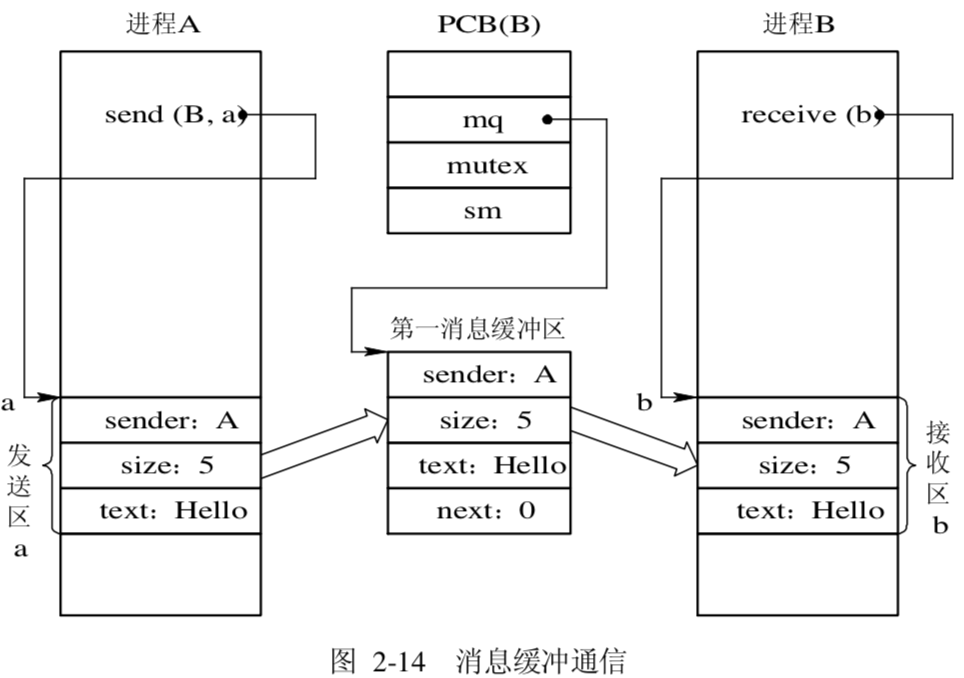 进程A
PCB(B)
进程B
send (B, a)
mq
mutex
sm
receive (b)
第一消息缓冲区
a
发送区a
sender：A
size：5
text：Hello
sender：A
size：5
text：Hello
next：0
b
sender：A
size：5
text：Hello
接收区b
图 2-14 消息缓冲通信